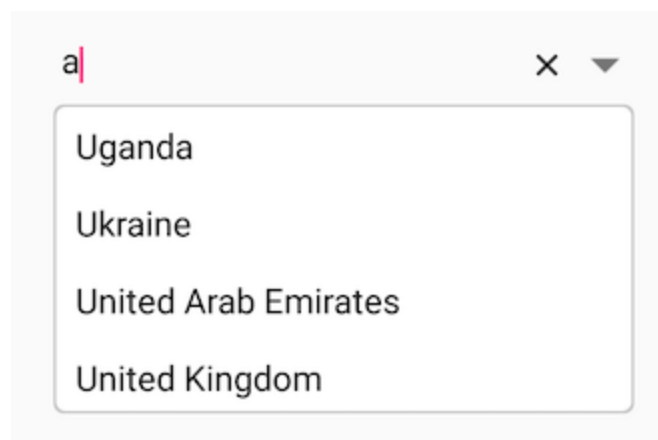 a
Uganda
Ukraine
United Arab Emirates
United Kingdom